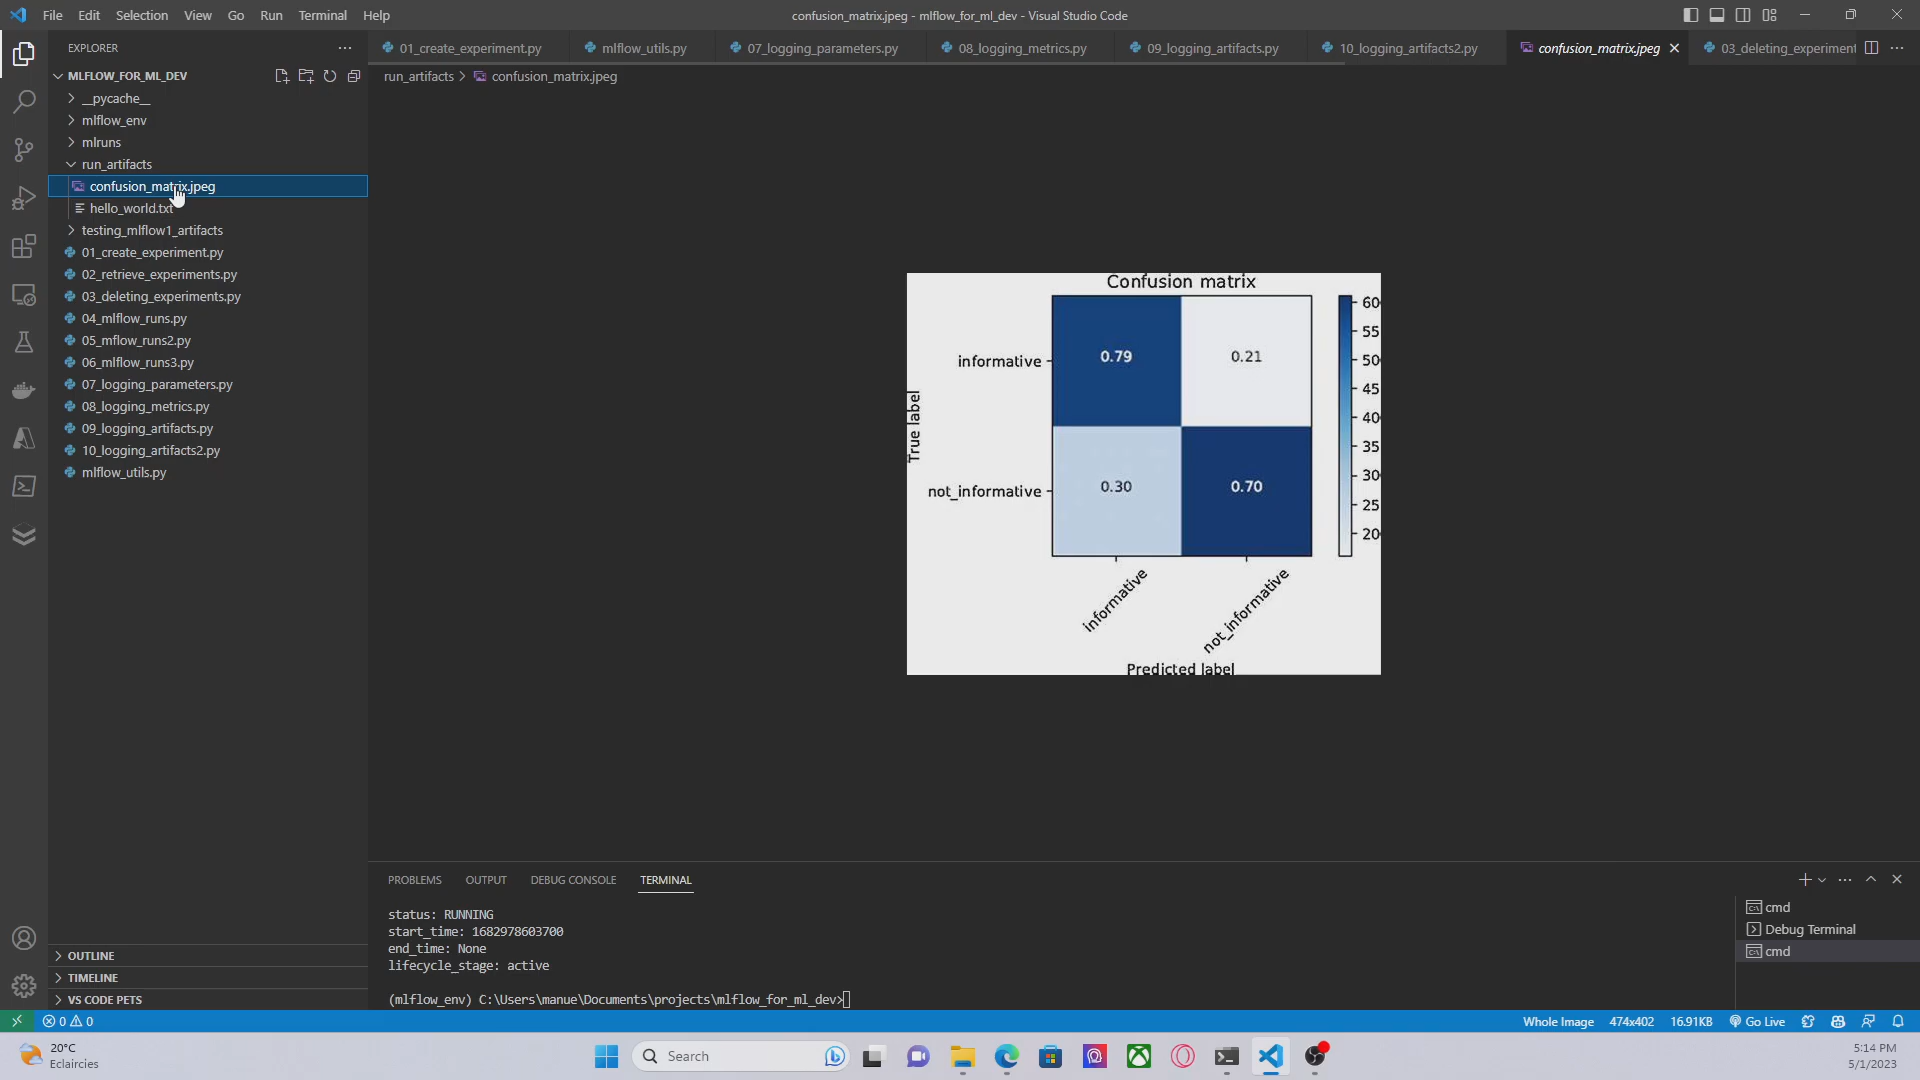 File Edit Selection View Go Run Terminal Help
confusion_matrix.jpeg - mlflow_for_ml_dev - Visual Studio Code
EXPLORER
01_create_experiment.py mlflow_utils.py 07_logging_parameters.py 08_logging_metrics.py 09_logging_artifacts.py 10_logging_artifacts2.py confusion_matrix.jpeg 03_deleting_experiment
MLFLOW_FOR_ML_DEV
run_artifacts > confusion_matrix.jpeg
__pycache__
mlflow_env
mlruns
run_artifacts
confusion_matrix.jpeg
hello_world.txt
testing_mlflow1_artifacts
01_create_experiment.py
02_retrieve_experiments.py
03_deleting_experiments.py
04_mlflow_runs.py
05_mflow_runs2.py
06_mlflow_runs3.py
07_logging_parameters.py
08_logging_metrics.py
09_logging_artifacts.py
10_logging_artifacts2.py
mlflow_utils.py
OUTLINE
TIMELINE
VS CODE PETS
Confusion matrix
True label
informative
0.79 0.21
not_informative
0.30 0.70
informative
not_informative
Predicted label
60
55
50
45
40
35
30
25
20
PROBLEMS OUTPUT DEBUG CONSOLE TERMINAL
status: RUNNING
start_time: 1682978603700
end_time: None
lifecycle_stage: active
(mlflow_env) C:\Users\manue\Documents\projects\mlflow_for_ml_dev>
cmd
Debug Terminal
cmd
0 0
Whole Image 474x402 16.91KB Go Live
20°C
Eclaircies
Search
5:14 PM
5/1/2023